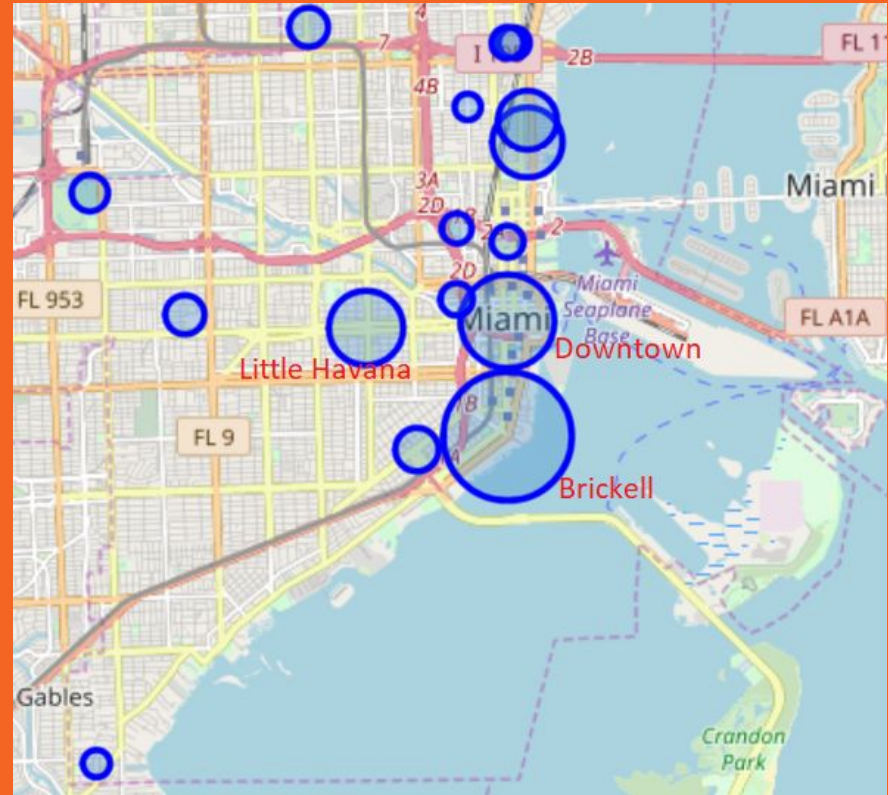 4
7
I
2B
FL 11
4B
3A
2D
Miami
2
2D
FL 953
Miami
Seaplane
Base
FL A1A
Miami
Downtown
Little Havana
1B
FL 9
Brickell
Gables
Crandon
Park